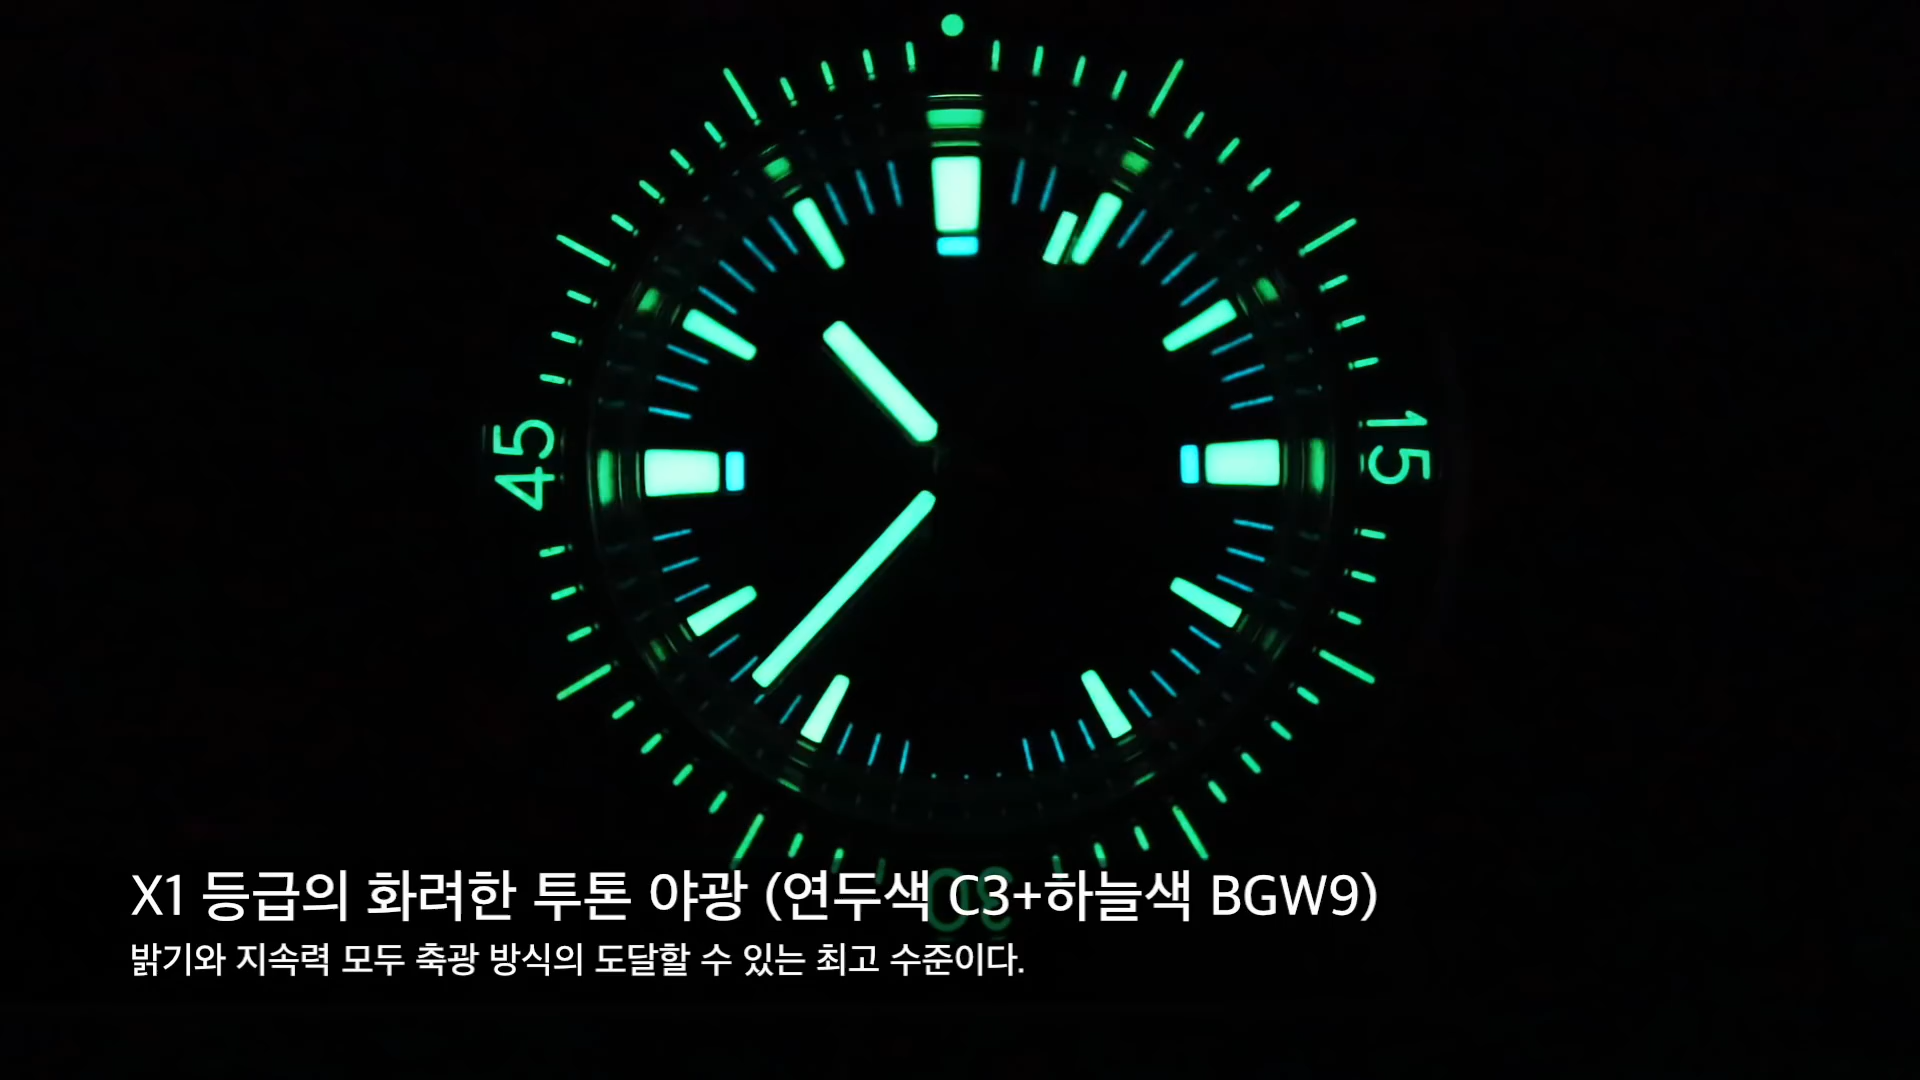 45
15
30
X1 등급의 화려한 투톤 야광 (연두색 C3+하늘색 BGW9)
밝기와 지속력 모두 축광 방식의 도달할 수 있는 최고 수준이다.